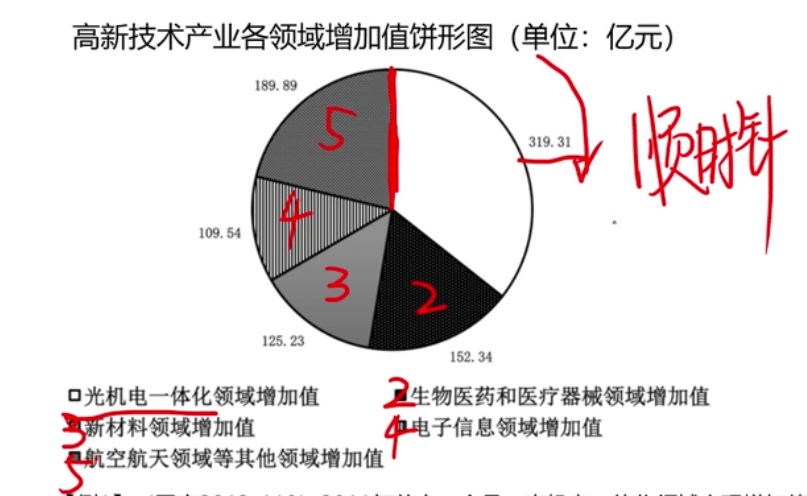 高新技术产业各领域增加值饼形图（单位：亿元）
189.89
5
319.31
顺时针
4
109.54
3
2
125.23
152.34
光机电一体化领域增加值
2 生物医药和医疗器械领域增加值
3 新材料领域增加值
4 电子信息领域增加值
5 航空航天领域等其他领域增加值